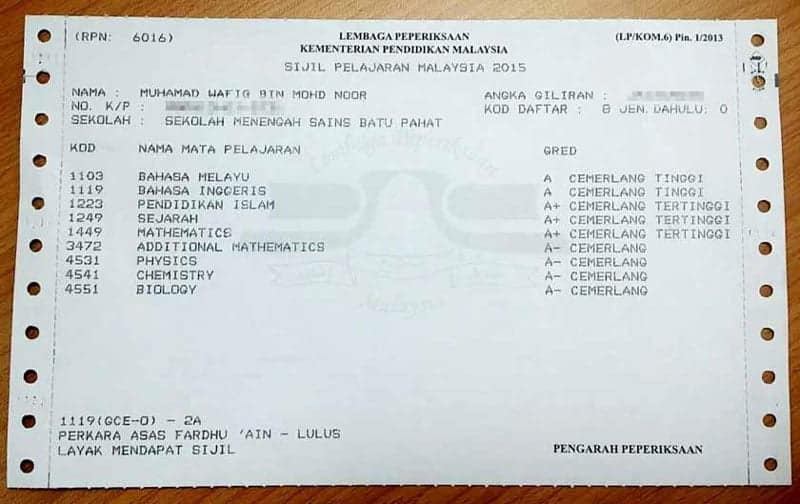 (RPN: 6016) LEMBAGA PEPERIKSAAN (LP/KOM.6) Pin. 1/2013
KEMENTERIAN PENDIDIKAN MALAYSIA
SIJIL PELAJARAN MALAYSIA 2015
NAMA : MUHAMAD WAFIQ BIN MOHD NOOR ANGKA GILIRAN :
NO. K/P : KOD DAFTAR : B JEN. DAHULU: 0
SEKOLAH : SEKOLAH MENENGAH SAINS BATU PAHAT
KOD NAMA MATA PELAJARAN GRED
1103 BAHASA MELAYU A CEMERLANG TINGGI
1119 BAHASA INGGERIS A CEMERLANG TINGGI
1223 PENDIDIKAN ISLAM A+ CEMERLANG TERTINGGI
1249 SEJARAH A+ CEMERLANG TERTINGGI
1449 MATHEMATICS A+ CEMERLANG TERTINGGI
3472 ADDITIONAL MATHEMATICS A- CEMERLANG
4531 PHYSICS A- CEMERLANG
4541 CHEMISTRY A- CEMERLANG
4551 BIOLOGY A- CEMERLANG
Lembaga Peperiksaan
Malaysia
1119(GCE-O) - 2A
PERKARA ASAS FARDHU 'AIN - LULUS
LAYAK MENDAPAT SIJIL PENGARAH PEPERIKSAAN